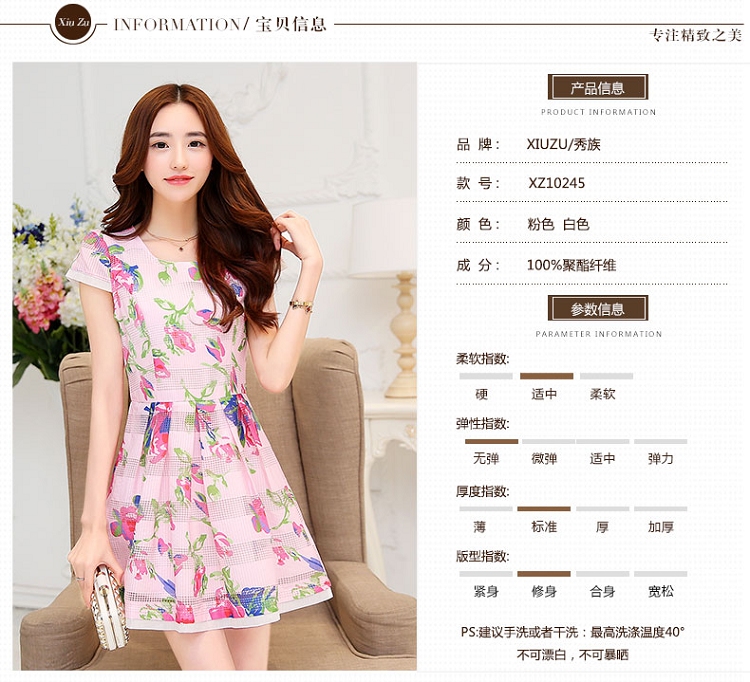 Xiu Zu
INFORMATION/ 宝贝信息
专注精致之美
产品信息
PRODUCT INFORMATION
品 牌: XIUZU/秀族
款 号: XZ10245
颜 色: 粉色 白色
成 分: 100%聚酯纤维
参数信息
PARAMETER INFORMATION
柔软指数:
硬 适中 柔软
弹性指数:
无弹 微弹 适中 弹力
厚度指数:
薄 标准 厚 加厚
版型指数:
紧身 修身 合身 宽松
PS:建议手洗或者干洗：最高洗涤温度40°
不可漂白，不可暴晒